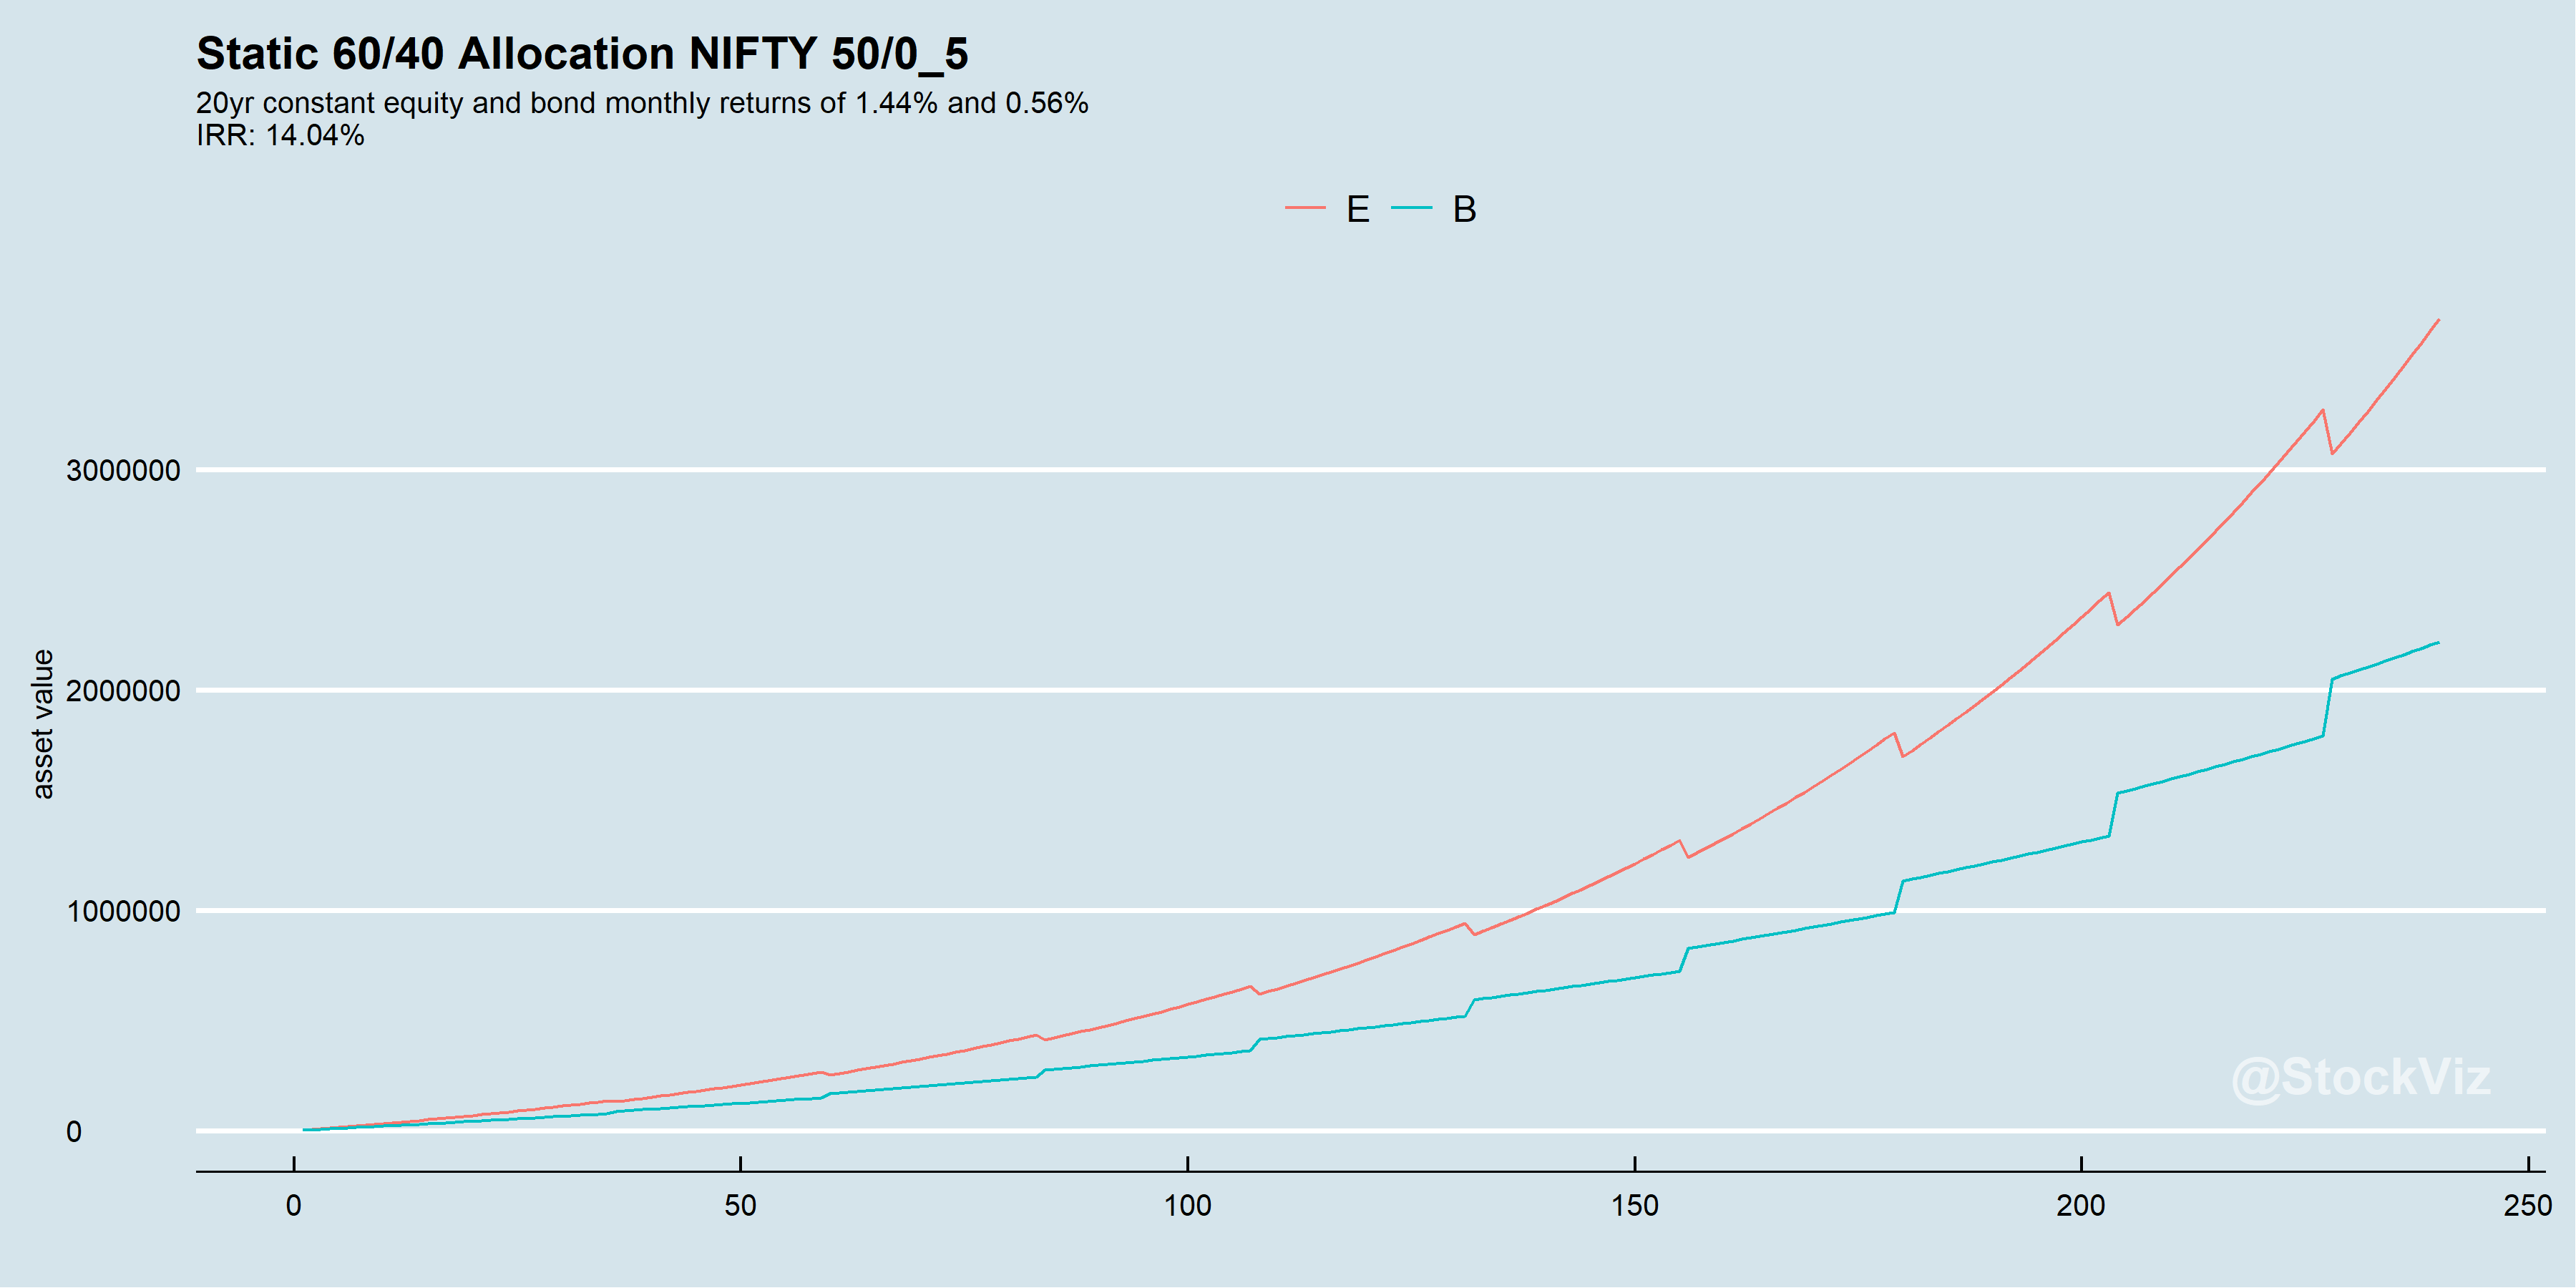 Static 60/40 Allocation NIFTY 50/0_5
20yr constant equity and bond monthly returns of 1.44% and 0.56%
IRR: 14.04%
E B
3000000
2000000
1000000
0
asset value
@StockViz
0 50 100 150 200 250